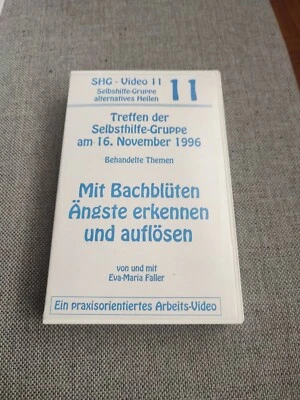 SHG - Video 11
Selbsthilfe-Gruppe
alternatives Heilen
11
Treffen der
Selbsthilfe-Gruppe
am 16. November 1996
Behandelte Themen
Mit Bachblüten
Ängste erkennen
und auflösen
von und mit
Eva-Maria Faller
Ein praxisorientiertes Arbeits-Video